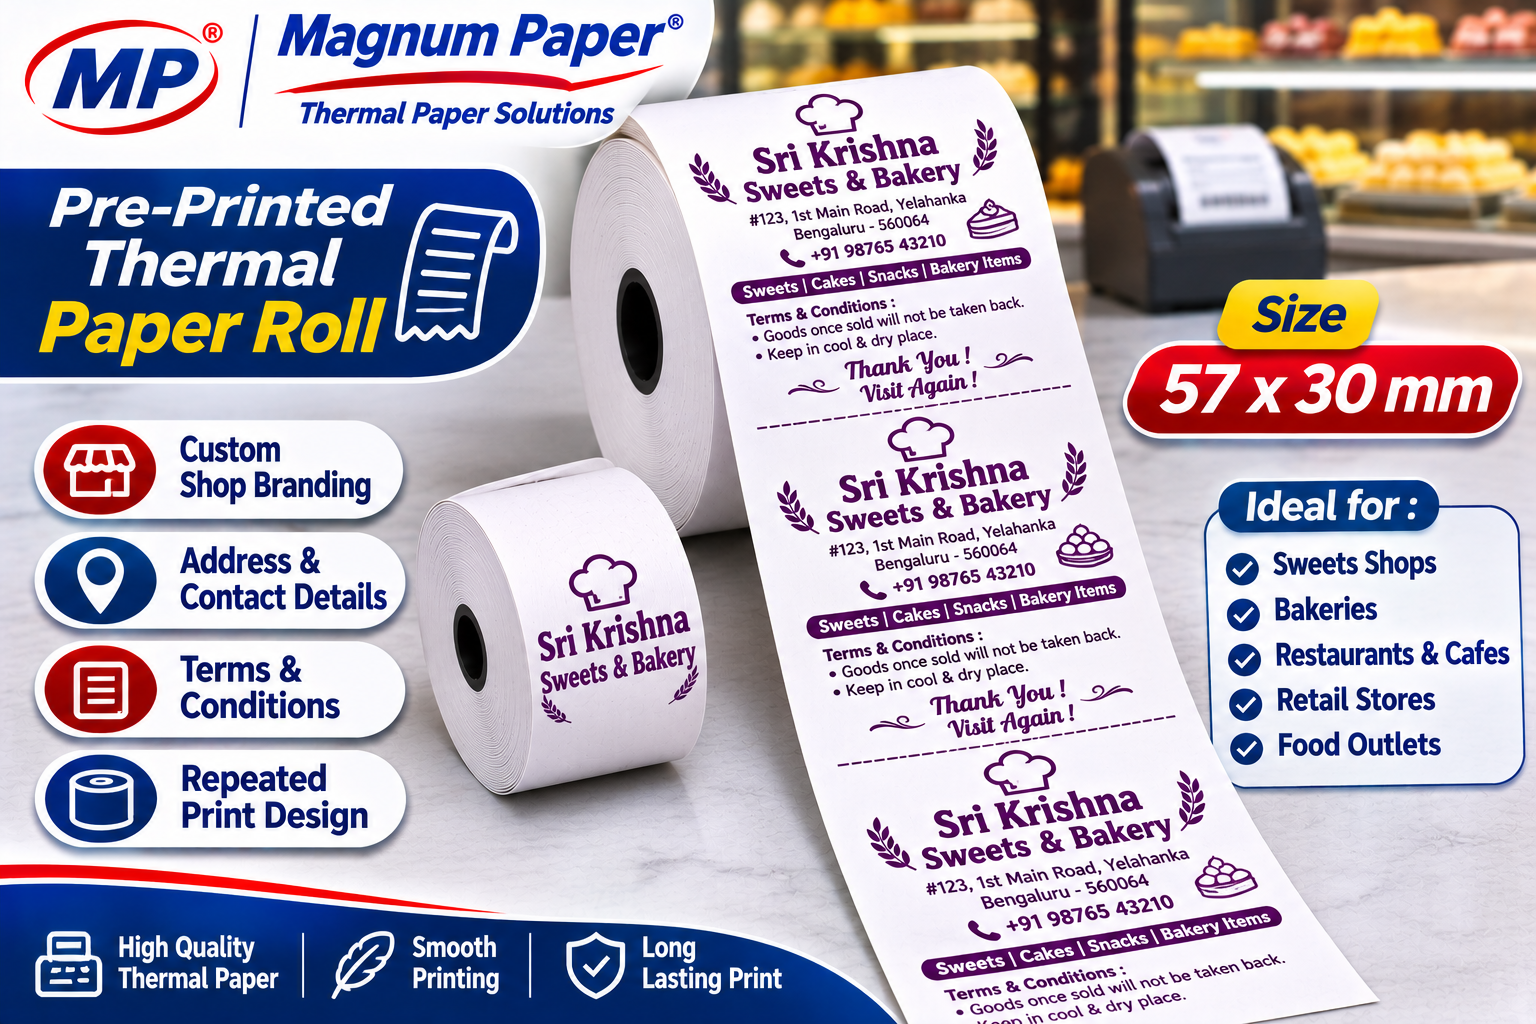 MP®
Magnum Paper®
Thermal Paper Solutions
Pre-Printed
Thermal
Paper Roll
Custom
Shop Branding
Address &
Contact Details
Terms &
Conditions
Repeated
Print Design
High Quality
Thermal Paper
Smooth
Printing
Long
Lasting Print
Sri Krishna
Sweets & Bakery
Sri Krishna
Sweets & Bakery
#123, 1st Main Road, Yelahanka
Bengaluru - 560064
+91 98765 43210
Sweets | Cakes | Snacks | Bakery Items
Terms & Conditions :
• Goods once sold will not be taken back.
• Keep in cool & dry place.
Thank You !
Visit Again !
Sri Krishna
Sweets & Bakery
#123, 1st Main Road, Yelahanka
Bengaluru - 560064
+91 98765 43210
Sweets | Cakes | Snacks | Bakery Items
Terms & Conditions :
• Goods once sold will not be taken back.
• Keep in cool & dry place.
Thank You !
Visit Again !
Sri Krishna
Sweets & Bakery
#123, 1st Main Road, Yelahanka
Bengaluru - 560064
+91 98765 43210
Sweets | Cakes | Snacks | Bakery Items
Terms & Conditions :
• Goods once sold will not be taken back.
• Keep in cool & dry place.
Size
57 x 30 mm
Ideal for :
Sweets Shops
Bakeries
Restaurants & Cafes
Retail Stores
Food Outlets